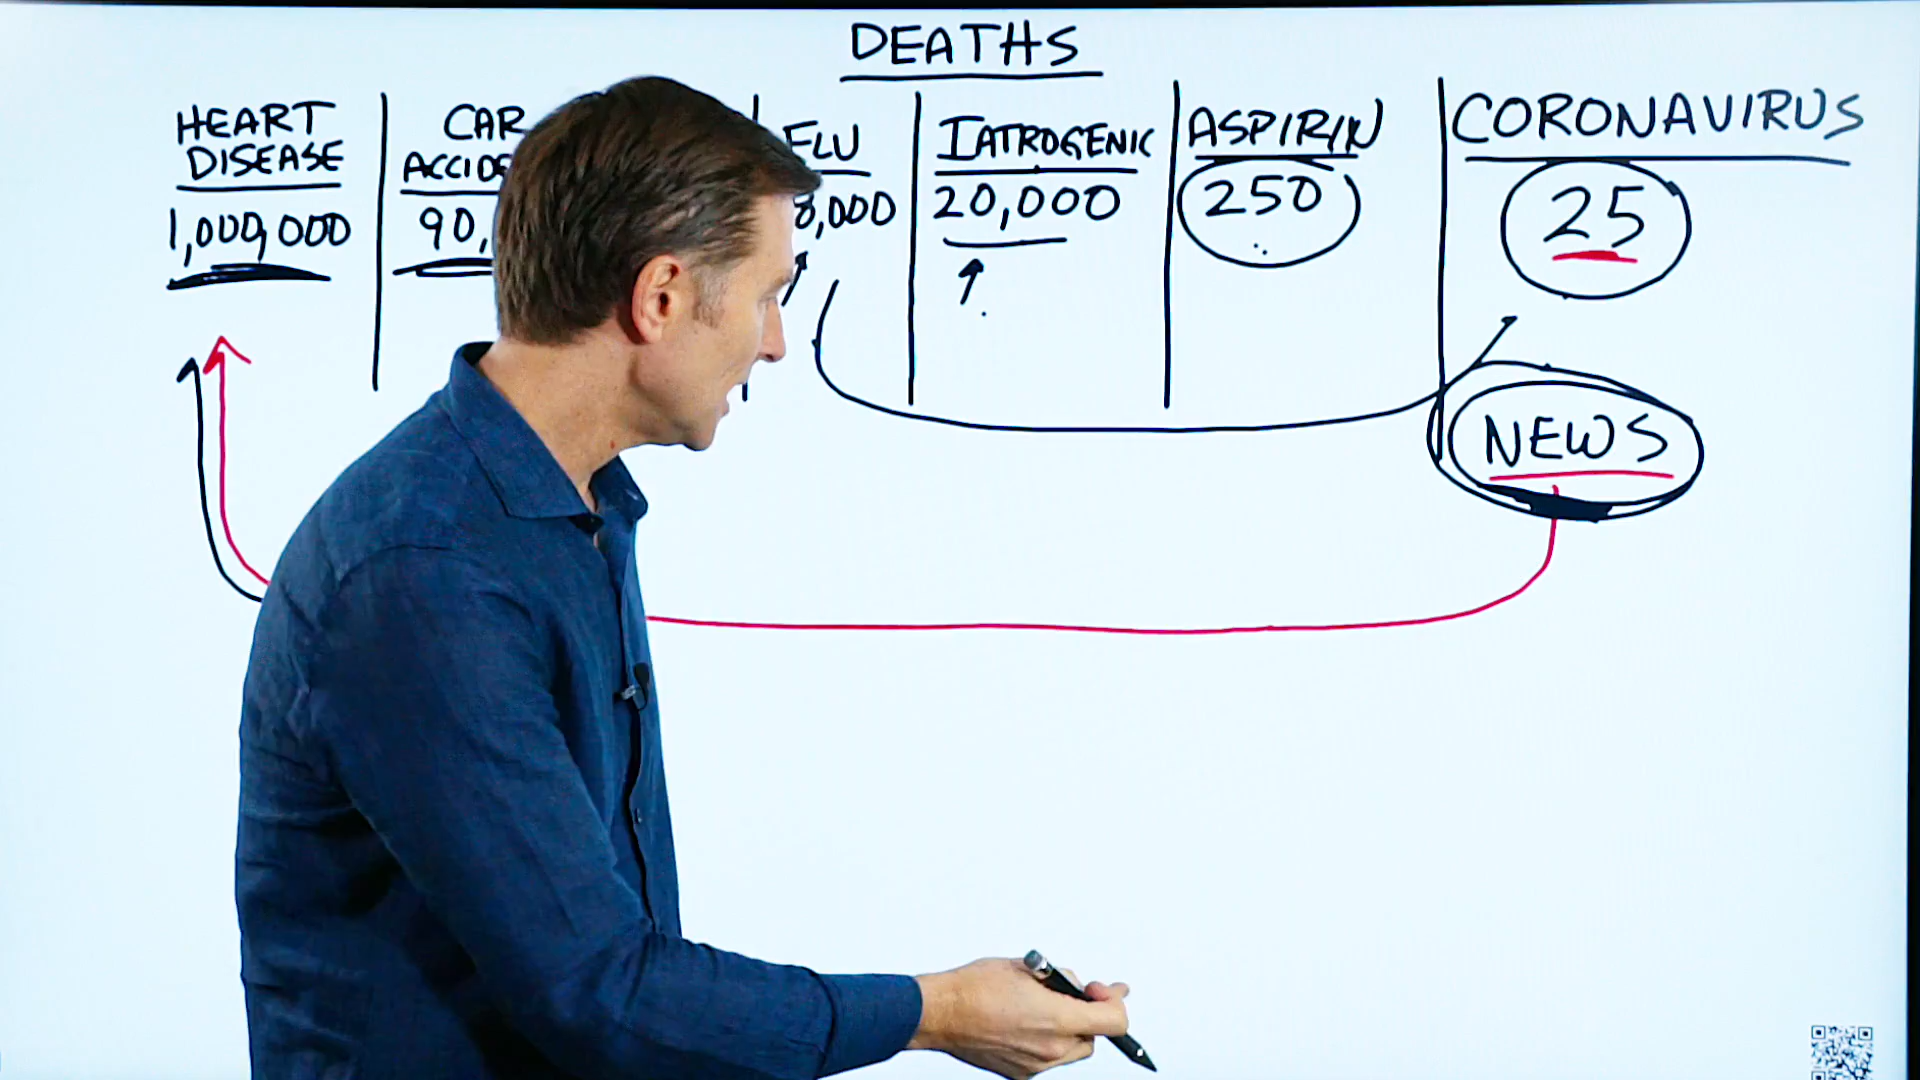 DEATHS
HEART
DISEASE
1,000,000
CAR
90,
FLU
8,000
IATROGENIC
20,000
ASPIRIN
250
CORONAVIRUS
25
NEWS